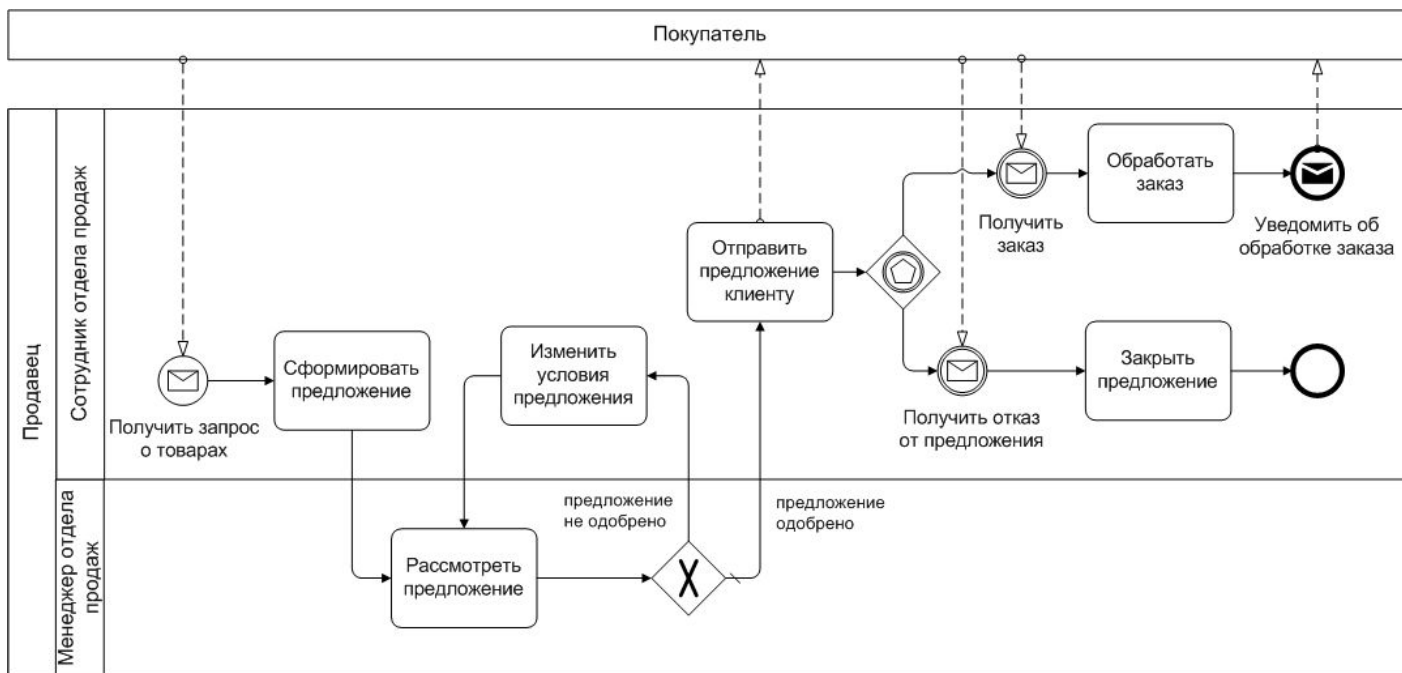 Покупатель
Продавец
Сотрудник отдела продаж
Получить запрос
о товарах
Сформировать
предложение
Изменить
условия
предложения
Отправить
предложение
клиенту
Получить
заказ
Обработать
заказ
Уведомить об
обработке заказа
Получить отказ
от предложения
Закрыть
предложение
Менеджер отдела
продаж
Рассмотреть
предложение
предложение
не одобрено
предложение
одобрено